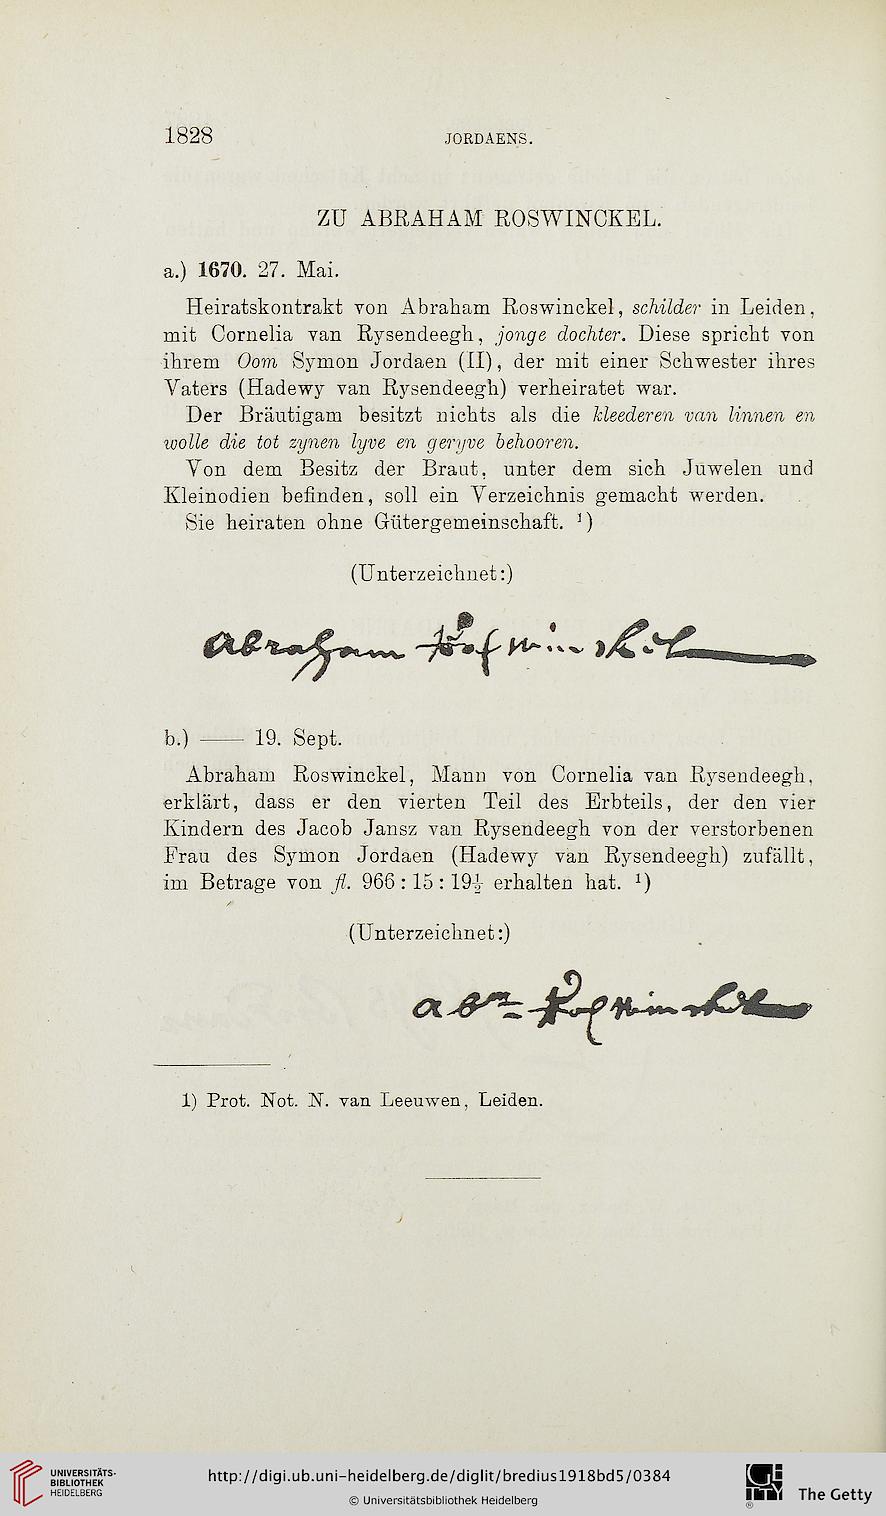 1828
JORDAENS.
ZU ABRAHAM ROSWINCKEL.
a.) 1670. 27. Mai.
Heiratskontrakt von Abraham Roswinckel, schilder in Leiden,
mit Cornelia van Rysendeegh, jonge dochter. Diese spricht von
ihrem Oom Symon Jordaen (II), der mit einer Schwester ihres
Vaters (Hadewy van Rysendeegh) verheiratet war.
Der Bräutigam besitzt nichts als die kleederen van linnen en
wolle die tot zynen lyve en geryve behooren.
Von dem Besitz der Braut, unter dem sich Juwelen und
Kleinodien befinden, soll ein Verzeichnis gemacht werden.
Sie heiraten ohne Gütergemeinschaft. ¹)
(Unterzeichnet:)
Abraham Roswinckel
b.) —— 19. Sept.
Abraham Roswinckel, Mann von Cornelia van Rysendeegh,
erklärt, dass er den vierten Teil des Erbteils, der den vier
Kindern des Jacob Jansz van Rysendeegh von der verstorbenen
Frau des Symon Jordaen (Hadewy van Rysendeegh) zufällt,
im Betrage von fl. 966 : 15 : 19½ erhalten hat. ¹)
(Unterzeichnet:)
1) Prot. Not. N. van Leeuwen, Leiden.
UNIVERSITÄTS-
BIBLIOTHEK
HEIDELBERG
http://digi.ub.uni-heidelberg.de/diglit/bredius1918bd5/0384
© Universitätsbibliothek Heidelberg
The Getty